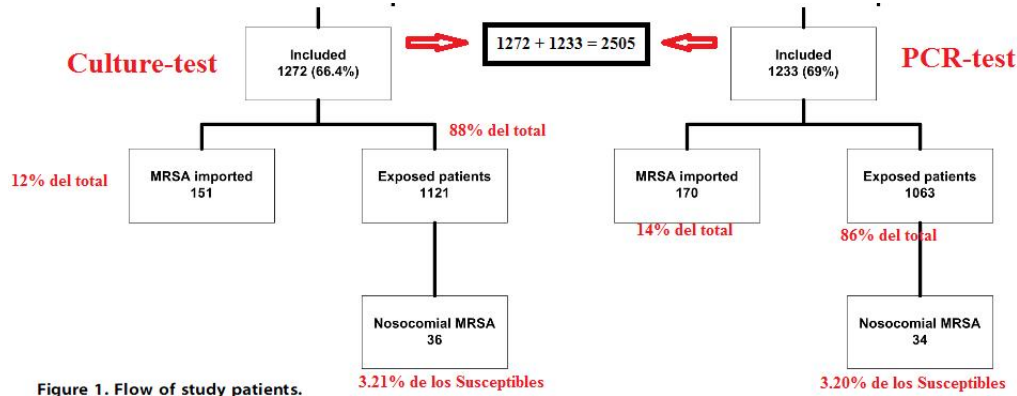 Culture-test
Included
1272 (66.4%)
1272 + 1233 = 2505
Included
1233 (69%)
PCR-test
12% del total
MRSA imported
151
88% del total
Exposed patients
1121
MRSA imported
170
14% del total
Exposed patients
1063
86% del total
Nosocomial MRSA
36
3.21% de los Susceptibles
Nosocomial MRSA
34
3.20% de los Susceptibles
Figure 1. Flow of study patients.